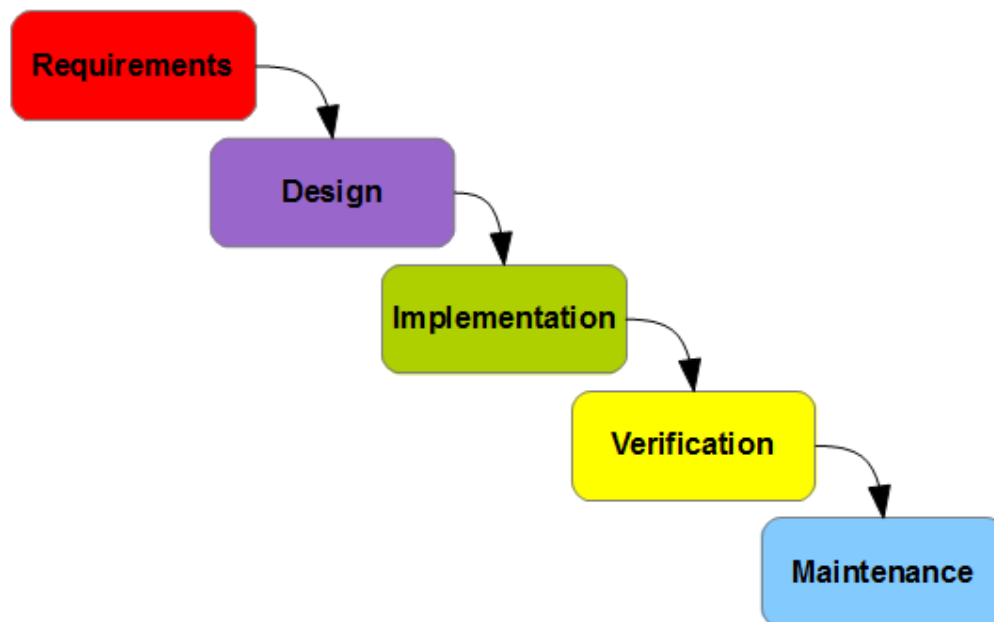 Requirements
Design
Implementation
Verification
Maintenance